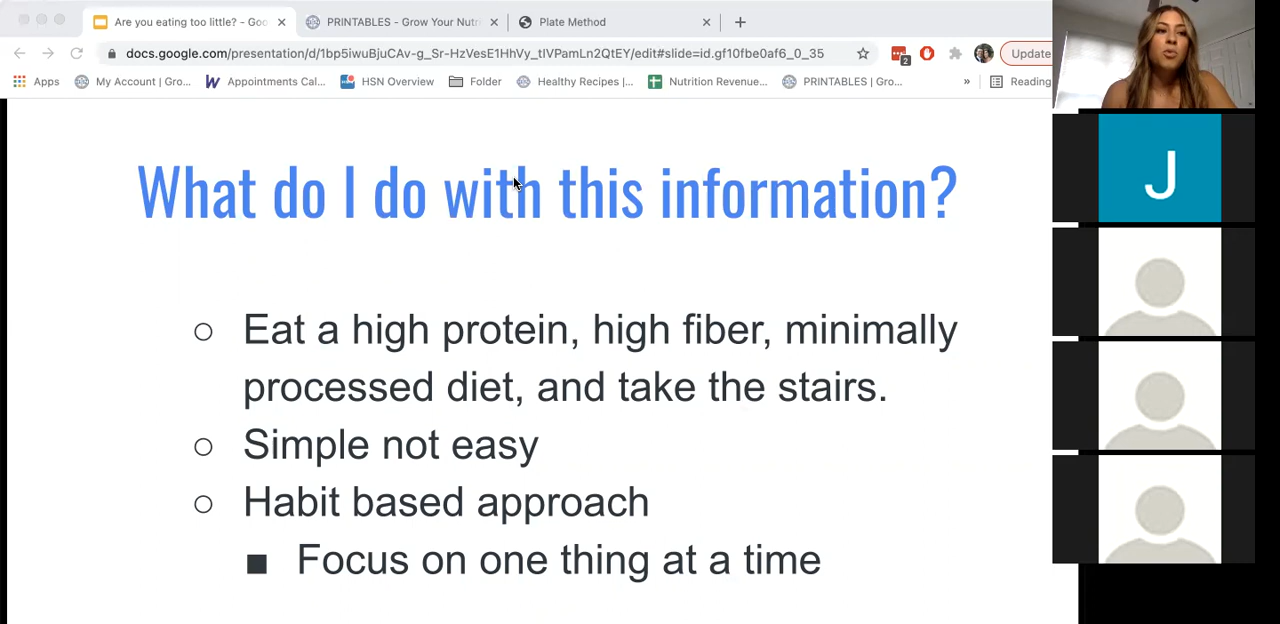 Are you eating too little? - Goo
PRINTABLES - Grow Your Nutri
Plate Method
docs.google.com/presentation/d/1bp5iwuBjuCAv-g_Sr-HzVesE1HhVy_tIVPamLn2QtEY/edit#slide=id.gf10fbe0af6_0_35
2
Update
Apps
My Account | Gro...
Appointments Cal...
HSN Overview
Folder
Healthy Recipes |...
Nutrition Revenue...
PRINTABLES | Gro...
»
Reading
What do I do with this information?
Eat a high protein, high fiber, minimally
processed diet, and take the stairs.
Simple not easy
Habit based approach
Focus on one thing at a time
J